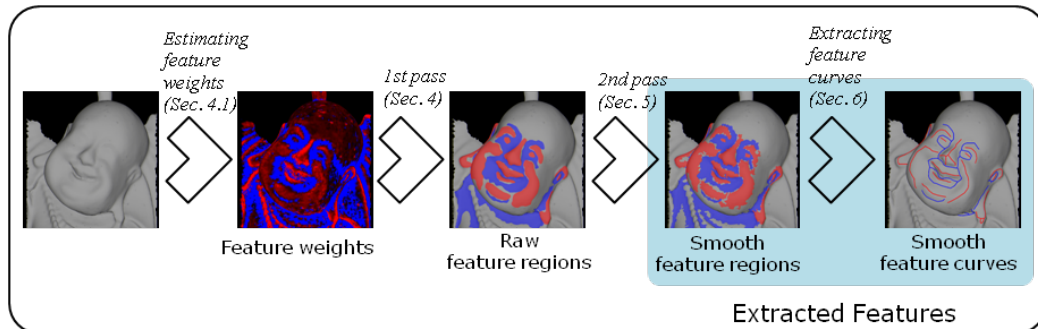 Estimating
feature
weights
(Sec. 4.1)
1st pass
(Sec. 4)
2nd pass
(Sec. 5)
Extracting
feature
curves
(Sec. 6)
Feature weights
Raw
feature regions
Smooth
feature regions
Smooth
feature curves
Extracted Features